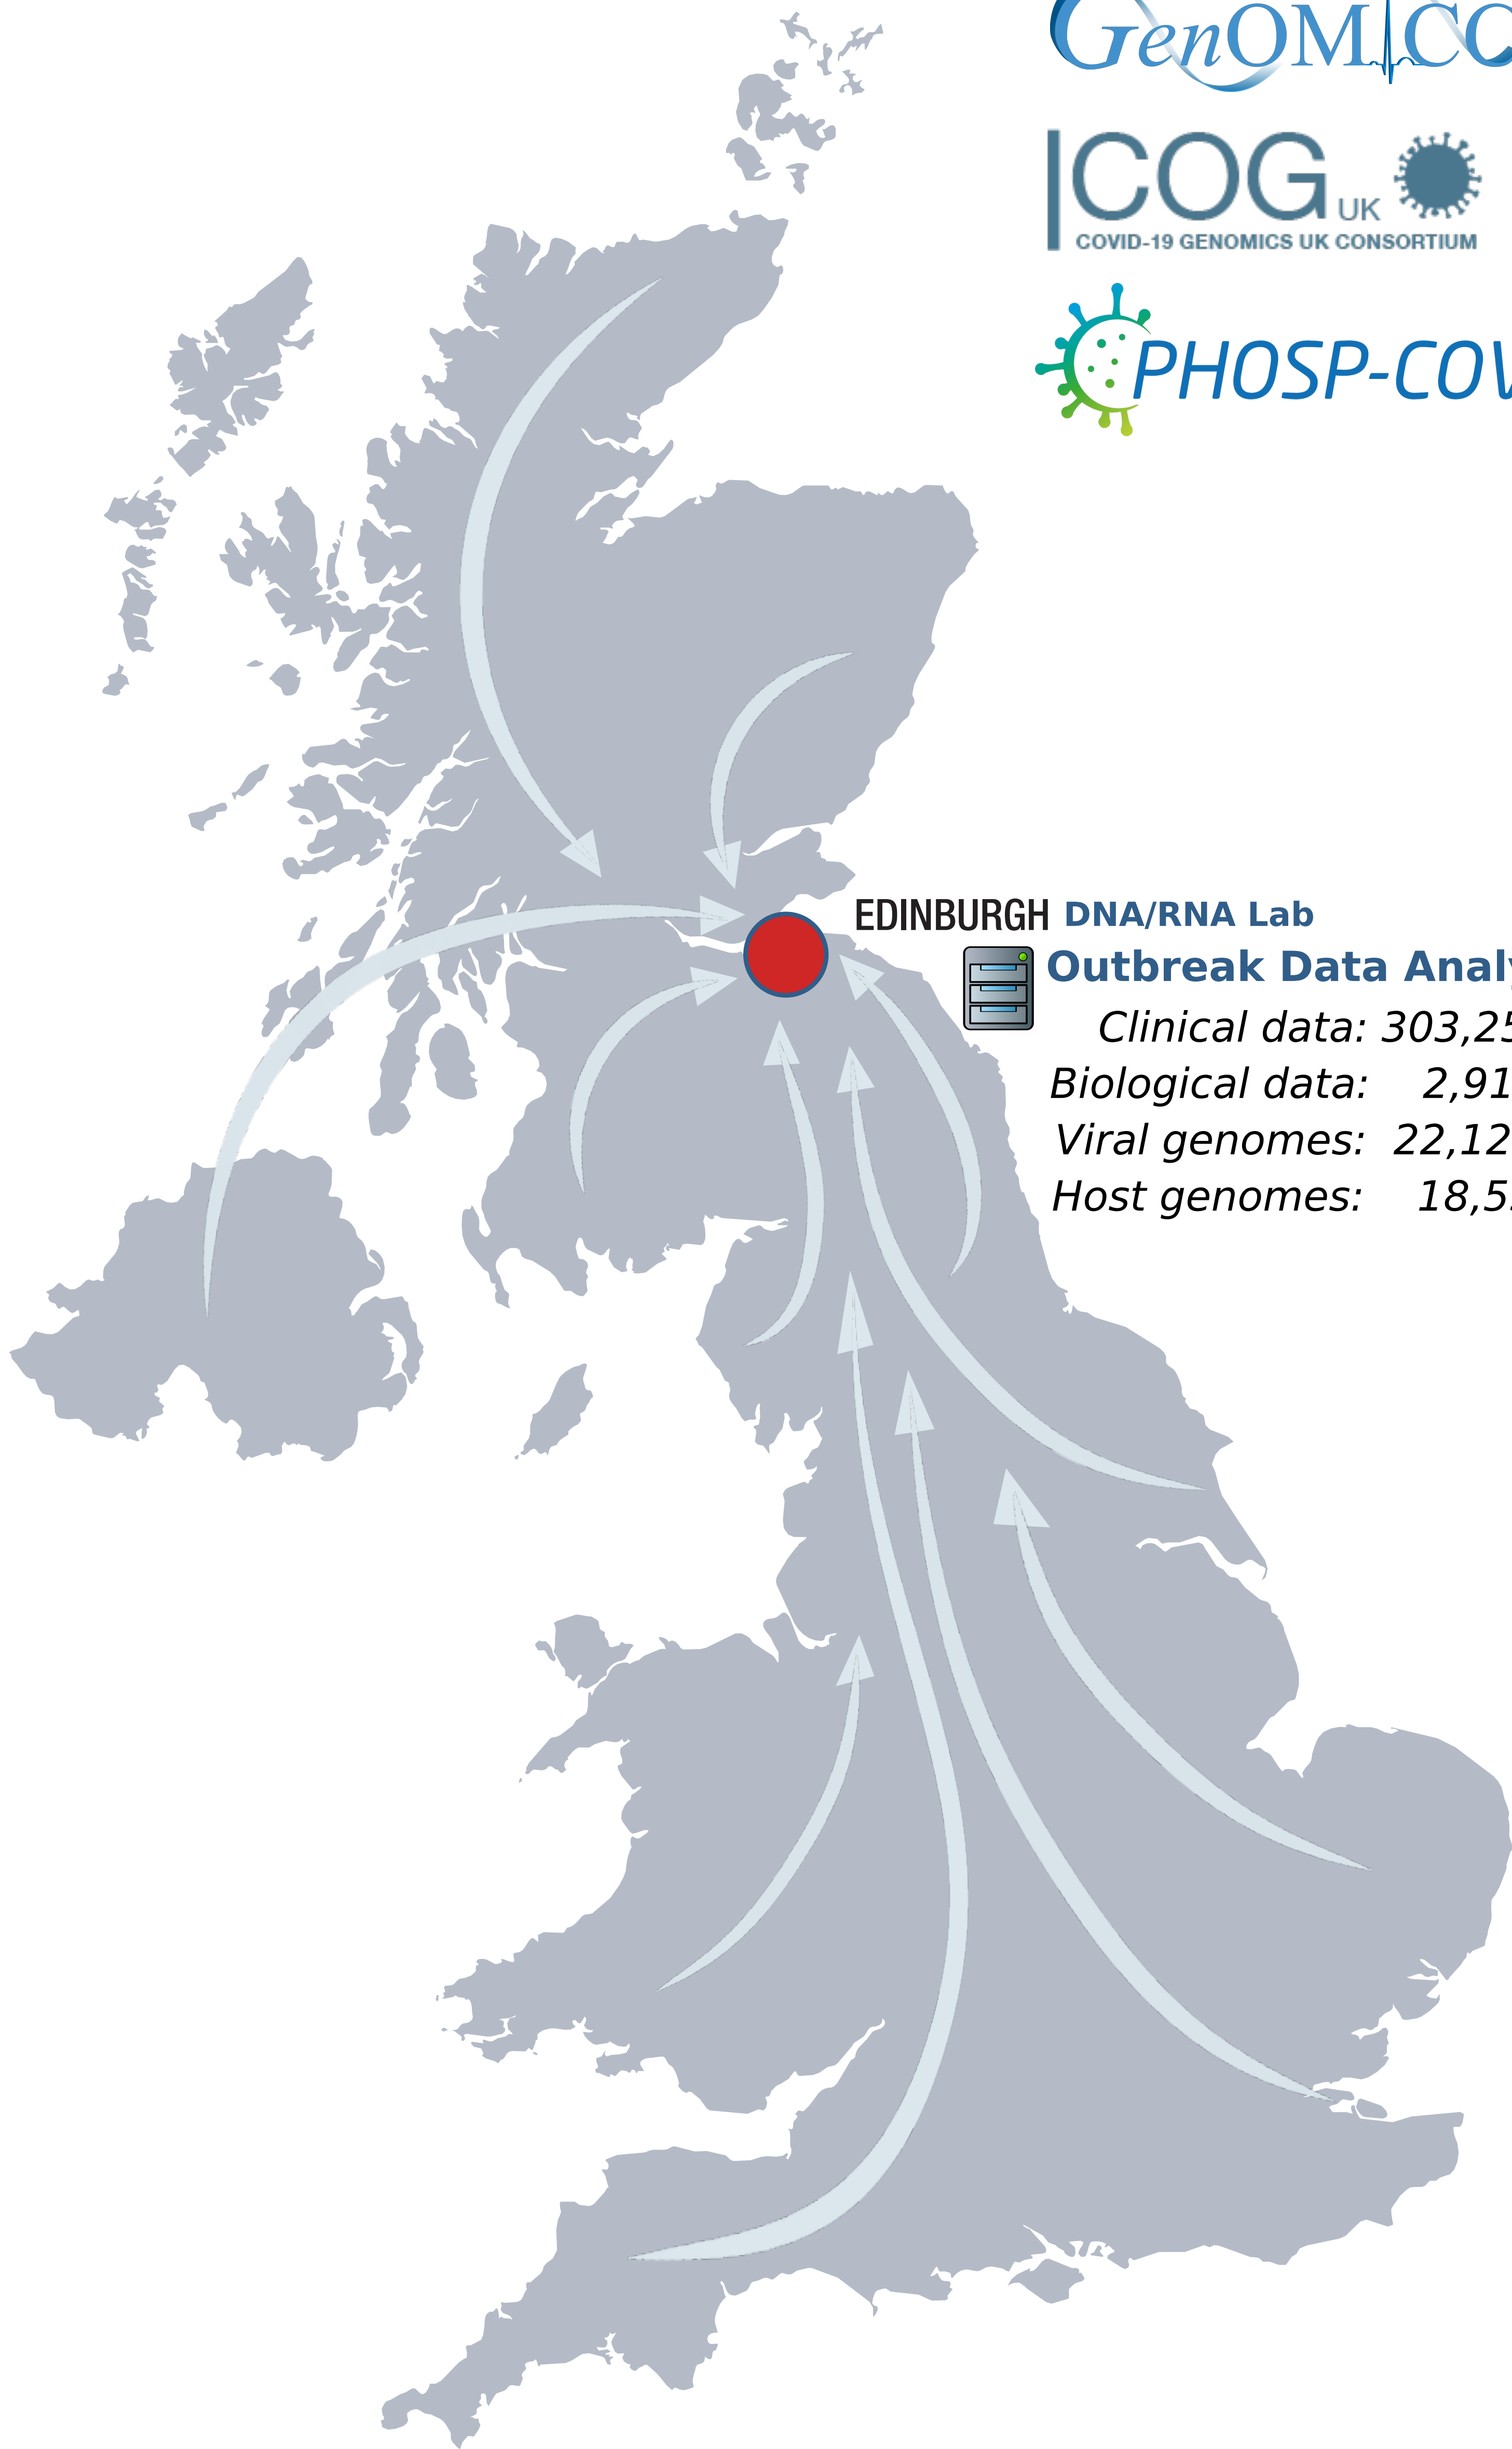 GenOMICC
COG UK
COVID-19 GENOMICS UK CONSORTIUM
PHOSP-COV
EDINBURGH DNA/RNA Lab
Outbreak Data Analy
Clinical data: 303,25
Biological data: 2,91
Viral genomes: 22,12
Host genomes: 18,5